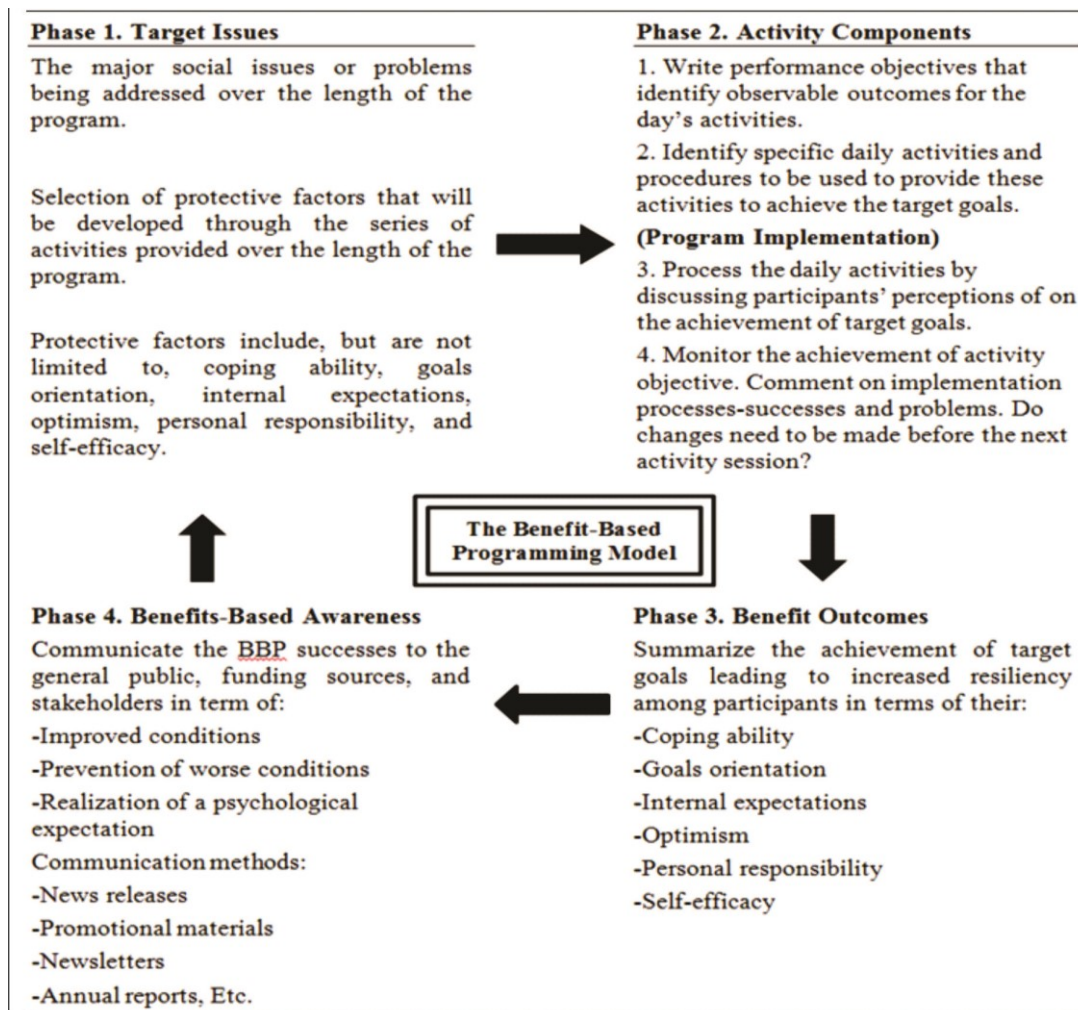 Phase 1. Target Issues
The major social issues or problems
being addressed over the length of the
program.
Selection of protective factors that will
be developed through the series of
activities provided over the length of the
program.
Protective factors include, but are not
limited to, coping ability, goals
orientation, internal expectations,
optimism, personal responsibility, and
self-efficacy.
Phase 2. Activity Components
1. Write performance objectives that
identify observable outcomes for the
day's activities.
2. Identify specific daily activities and
procedures to be used to provide these
activities to achieve the target goals.
(Program Implementation)
3. Process the daily activities by
discussing participants' perceptions of on
the achievement of target goals.
4. Monitor the achievement of activity
objective. Comment on implementation
processes-successes and problems. Do
changes need to be made before the next
activity session?
The Benefit-Based
Programming Model
Phase 3. Benefit Outcomes
Summarize the achievement of target
goals leading to increased resiliency
among participants in terms of their:
-Coping ability
-Goals orientation
-Internal expectations
-Optimism
-Personal responsibility
-Self-efficacy
Phase 4. Benefits-Based Awareness
Communicate the BBP successes to the
general public, funding sources, and
stakeholders in term of:
-Improved conditions
-Prevention of worse conditions
-Realization of a psychological
expectation
Communication methods:
-News releases
-Promotional materials
-Newsletters
-Annual reports, Etc.